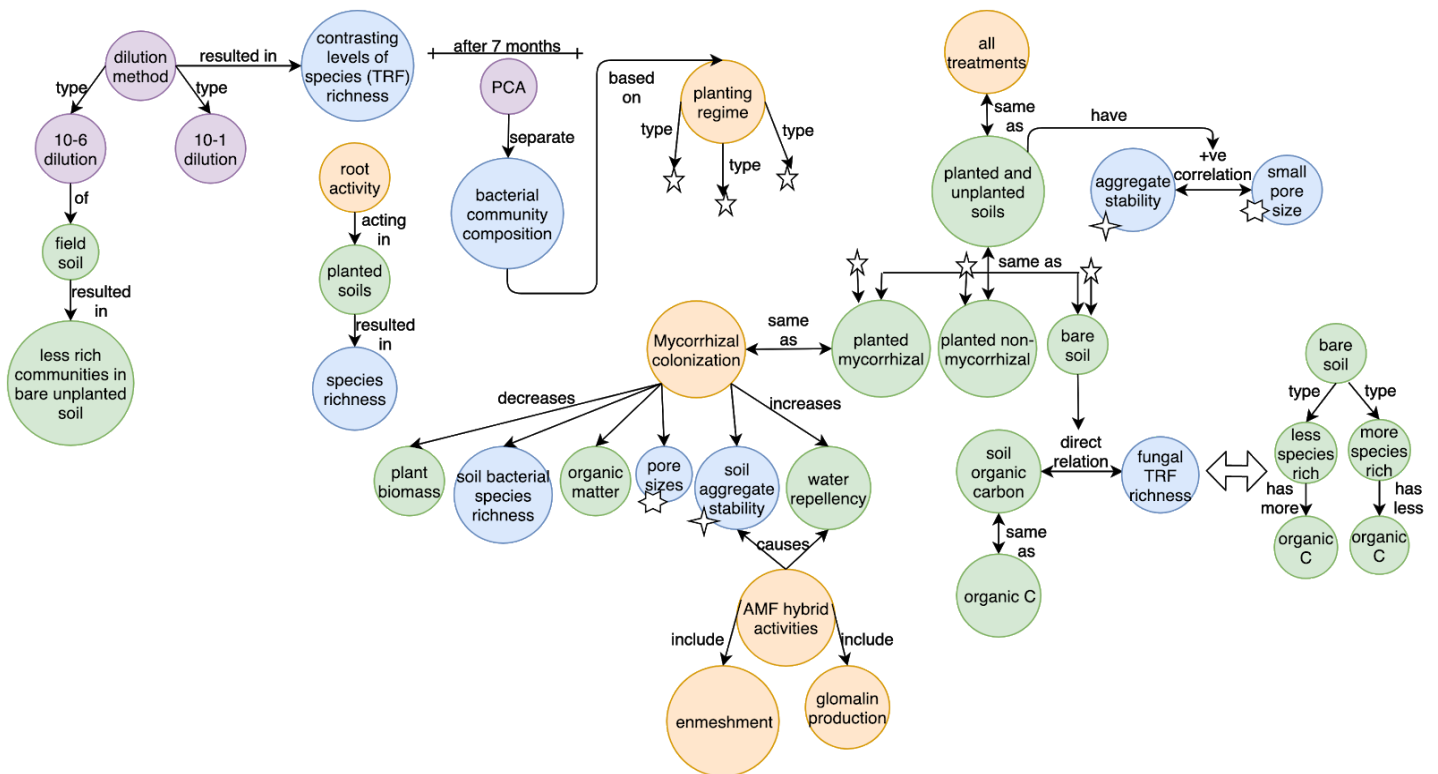 dilution
method
resulted in
contrasting
levels of
species (TRF)
richness
type
type
10-6
dilution
10-1
dilution
of
field
soil
resulted
in
less rich
communities in
bare unplanted
soil
root
activity
acting
in
planted
soils
resulted
in
species
richness
after 7 months
PCA
separate
bacterial
community
composition
based
on
planting
regime
type
type
type
all
treatments
same
as
have
planted and
unplanted
soils
+ve
correlation
aggregate
stability
small
pore
size
same as
planted
mycorrhizal
planted non-
mycorrhizal
bare
soil
same
as
Mycorrhizal
colonization
decreases
increases
plant
biomass
soil bacterial
species
richness
organic
matter
pore
sizes
soil
aggregate
stability
water
repellency
causes
AMF hybrid
activities
include
include
enmeshment
glomalin
production
soil
organic
carbon
direct
relation
fungal
TRF
richness
same
as
organic C
bare
soil
type
type
less
species
rich
more
species
rich
has
more
has
less
organic
C
organic
C